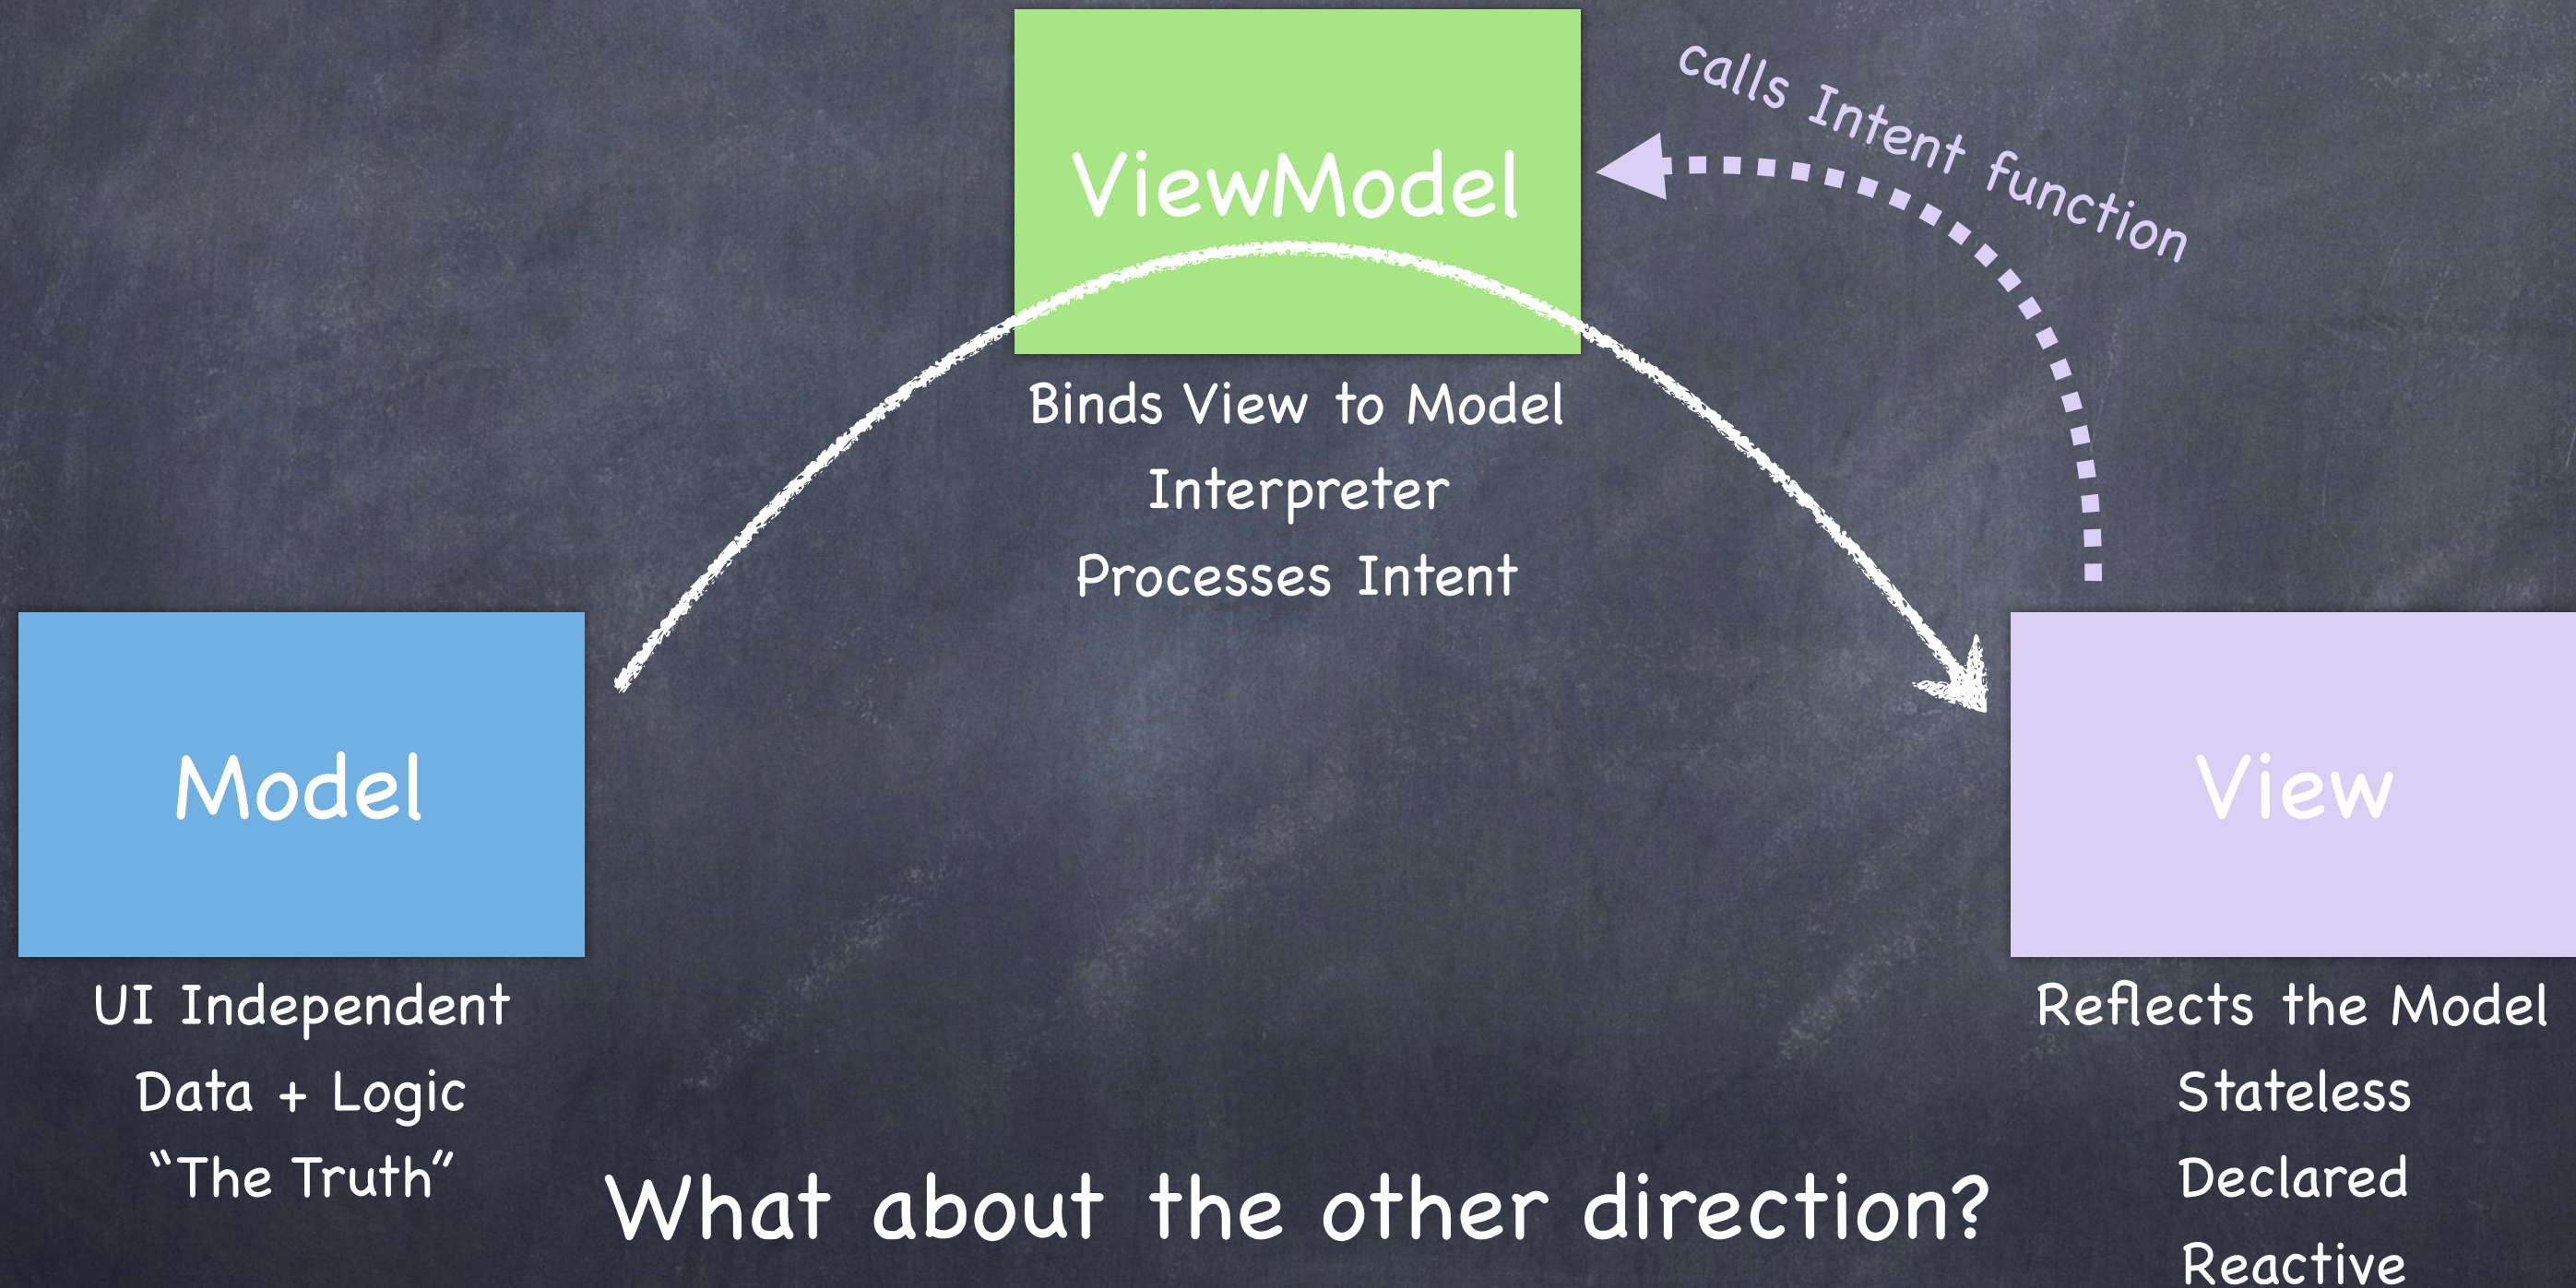 calls Intent function
ViewModel
Binds View to Model
Interpreter
Processes Intent
Model
UI Independent
Data + Logic
“The Truth”
View
Reflects the Model
Stateless
Declared
Reactive
What about the other direction?